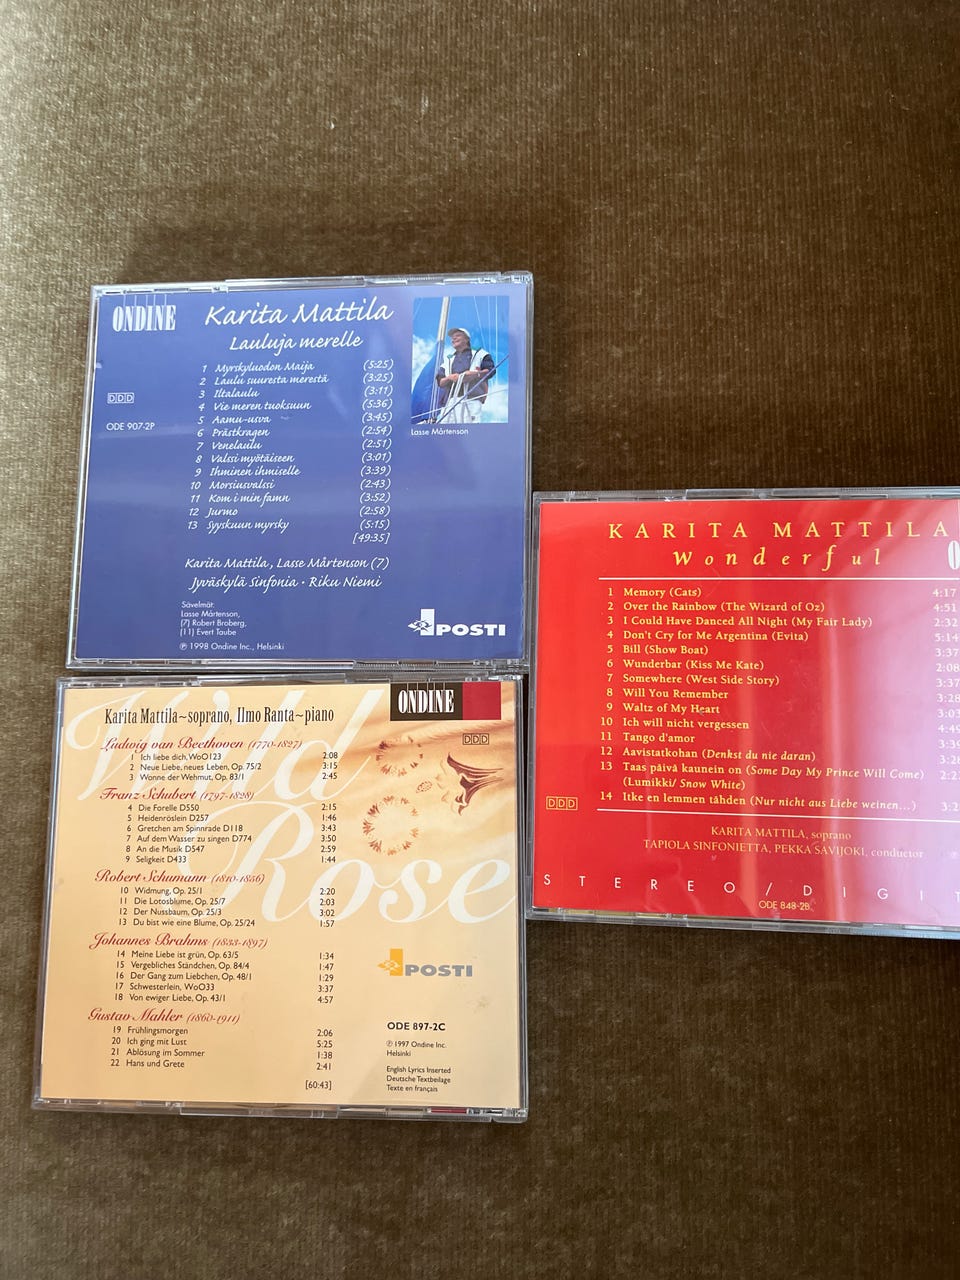 ONDINE
Karita Mattila
Lauluja merelle
1 Myrskyluodon Maija (5:25)
2 Laulu suuresta merestä (3:25)
3 Iltalaulu (3:11)
4 Vie meren tuoksuun (5:36)
5 Aamu-usva (3:45)
6 Prästkragen (2:54)
7 Venelaulu (2:51)
8 Valssi myötäiseen (3:01)
9 Ihminen ihmiselle (3:39)
10 Morsiusvalssi (2:43)
11 Kom i min famn (3:52)
12 Jurmo (2:58)
13 Syyskuun myrsky (5:15)
[49:35]
DDD
ODE 907-2P
Lasse Mårtenson
Karita Mattila, Lasse Mårtenson (7)
Jyväskylä Sinfonia · Riku Niemi
Sävelmät:
Lasse Mårtenson,
(7) Robert Broberg,
(11) Evert Taube
℗ 1998 Ondine Inc., Helsinki
POSTI
KARITA MATTILA
Wonderful
1 Memory (Cats) 4:17
2 Over the Rainbow (The Wizard of Oz) 4:51
3 I Could Have Danced All Night (My Fair Lady) 2:32
4 Don't Cry for Me Argentina (Evita) 5:14
5 Bill (Show Boat) 3:37
6 Wunderbar (Kiss Me Kate) 2:08
7 Somewhere (West Side Story) 3:37
8 Will You Remember 3:28
9 Waltz of My Heart 3:03
10 Ich will nicht vergessen 4:49
11 Tango d'amor 3:39
12 Aavistatkohan (Denkst du nie daran) 3:28
13 Taas päivä kaunein on (Some Day My Prince Will Come)
(Lumikki/ Snow White)
14 Itke en lemmen tähden (Nur nicht aus Liebe weinen...)
DDD
KARITA MATTILA, soprano
TAPIOLA SINFONIETTA, PEKKA SAVIJOKI, conductor
STEREO/DIGIT
ODE 848-2B
Wild
Rose
ONDINE
Karita Mattila~soprano, Ilmo Ranta~piano
DDD
Ludwig van Beethoven (1770-1827)
1 Ich liebe dich, WoO123 2:08
2 Neue Liebe, neues Leben, Op. 75/2 3:15
3 Wonne der Wehmut, Op. 83/1 2:45
Franz Schubert (1797-1828)
4 Die Forelle D550 2:15
5 Heidenröslein D257 1:46
6 Gretchen am Spinnrade D118 3:43
7 Auf dem Wasser zu singen D774 3:50
8 An die Musik D547 2:59
9 Seligkeit D433 1:44
Robert Schumann (1810-1856)
10 Widmung, Op. 25/1 2:20
11 Die Lotosblume, Op. 25/7 2:03
12 Der Nussbaum, Op. 25/3 3:02
13 Du bist wie eine Blume, Op. 25/24 1:57
Johannes Brahms (1833-1897)
14 Meine Liebe ist grün, Op. 63/5 1:34
15 Vergebliches Ständchen, Op. 84/4 1:47
16 Der Gang zum Liebchen, Op. 48/1 1:29
17 Schwesterlein, WoO33 3:37
18 Von ewiger Liebe, Op. 43/1 4:57
Gustav Mahler (1860-1911)
19 Frühlingsmorgen 2:06
20 Ich ging mit Lust 5:25
21 Ablösung im Sommer 1:38
22 Hans und Grete 2:41
[60:43]
POSTI
ODE 897-2C
℗ 1997 Ondine Inc.
Helsinki
English Lyrics Inserted
Deutsche Textbeilage
Texte en français